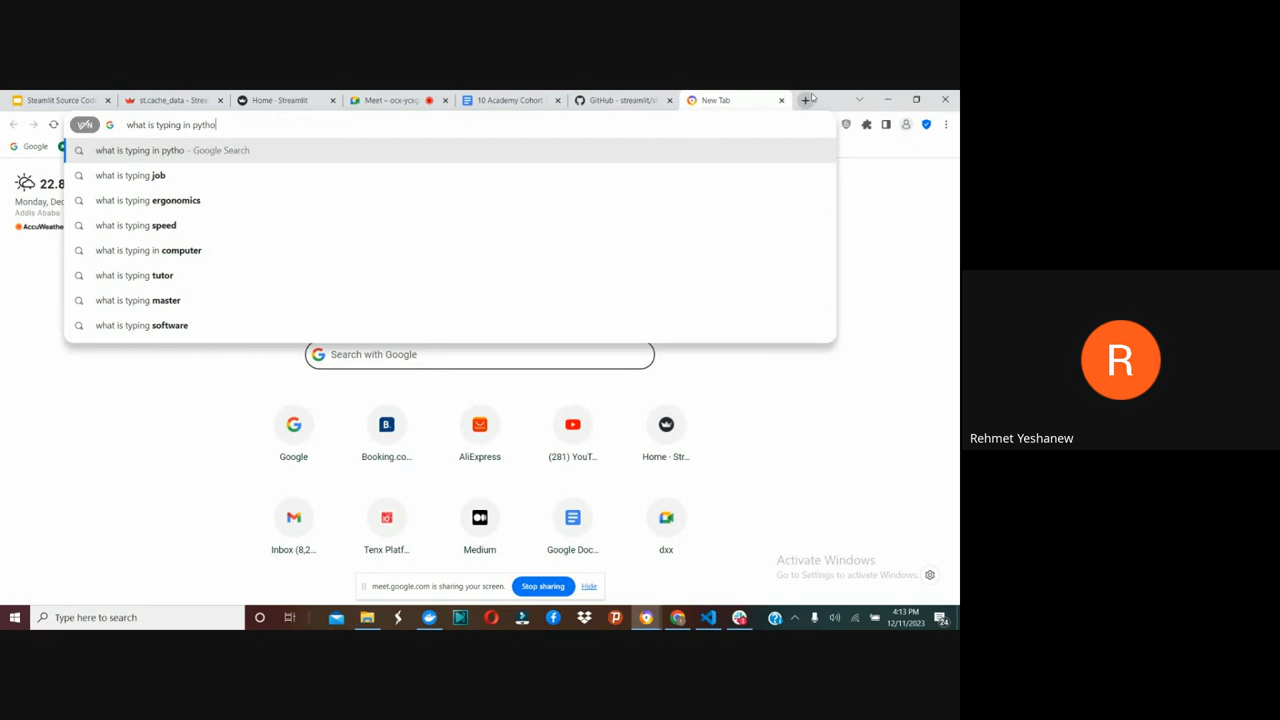 Steamlit Source Cod
st.cache_data - Strea
Home · Streamlit
Meet – ocx-ycxg
10 Academy Cohort
GitHub - streamlit/s
New Tab
what is typing in pytho
Google
what is typing in pytho - Google Search
what is typing job
what is typing ergonomics
what is typing speed
what is typing in computer
what is typing tutor
what is typing master
what is typing software
22.8
Monday, Dec
Addis Ababa
AccuWeathe
Search with Google
Google
Booking.co...
AliExpress
(281) YouT...
Home · Str...
Inbox (8,2...
Tenx Platf...
Medium
Google Doc...
dxx
Activate Windows
Go to Settings to activate Windows.
meet.google.com is sharing your screen.
Stop sharing
Hide
Type here to search
4:13 PM
12/11/2023
24
R
Rehmet Yeshanew